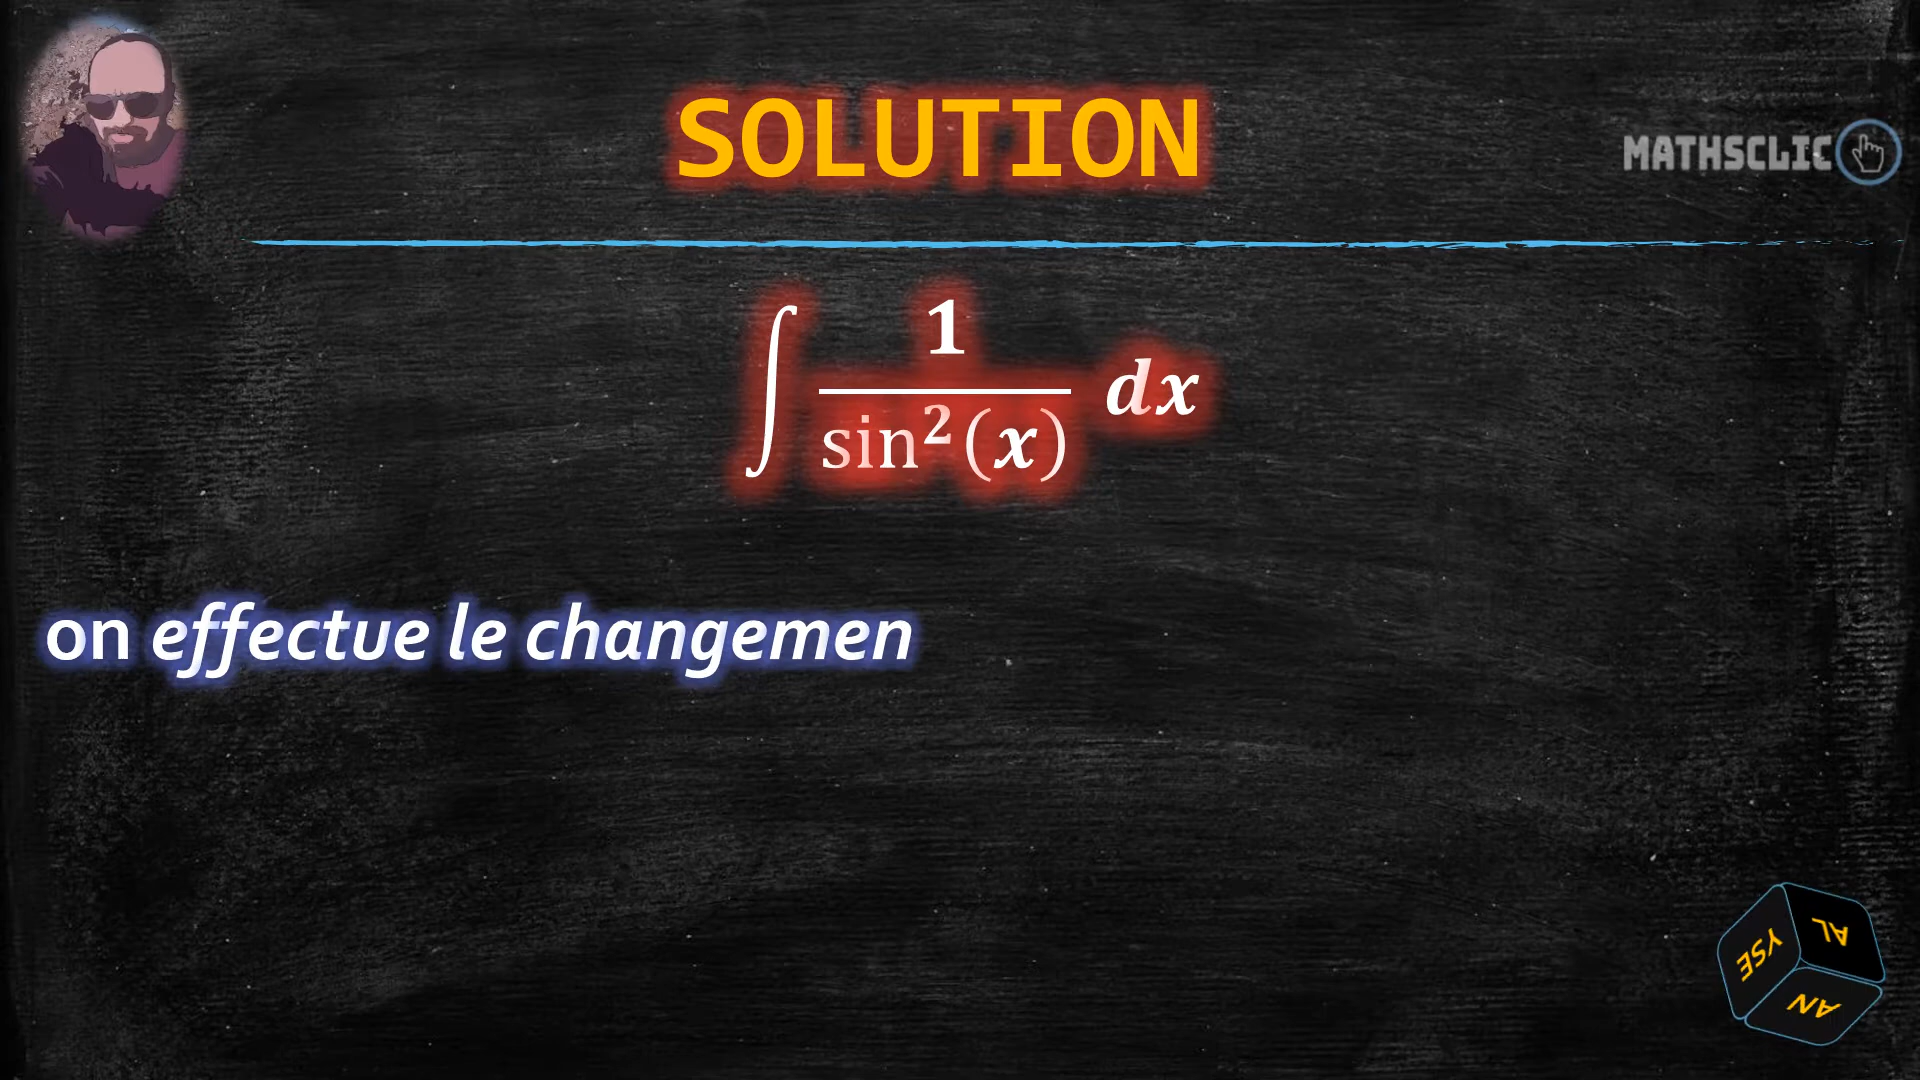 SOLUTION
MATHSCLIC
∫ 1/sin²(x) dx
on effectue le changemen
AN
AL
YSE